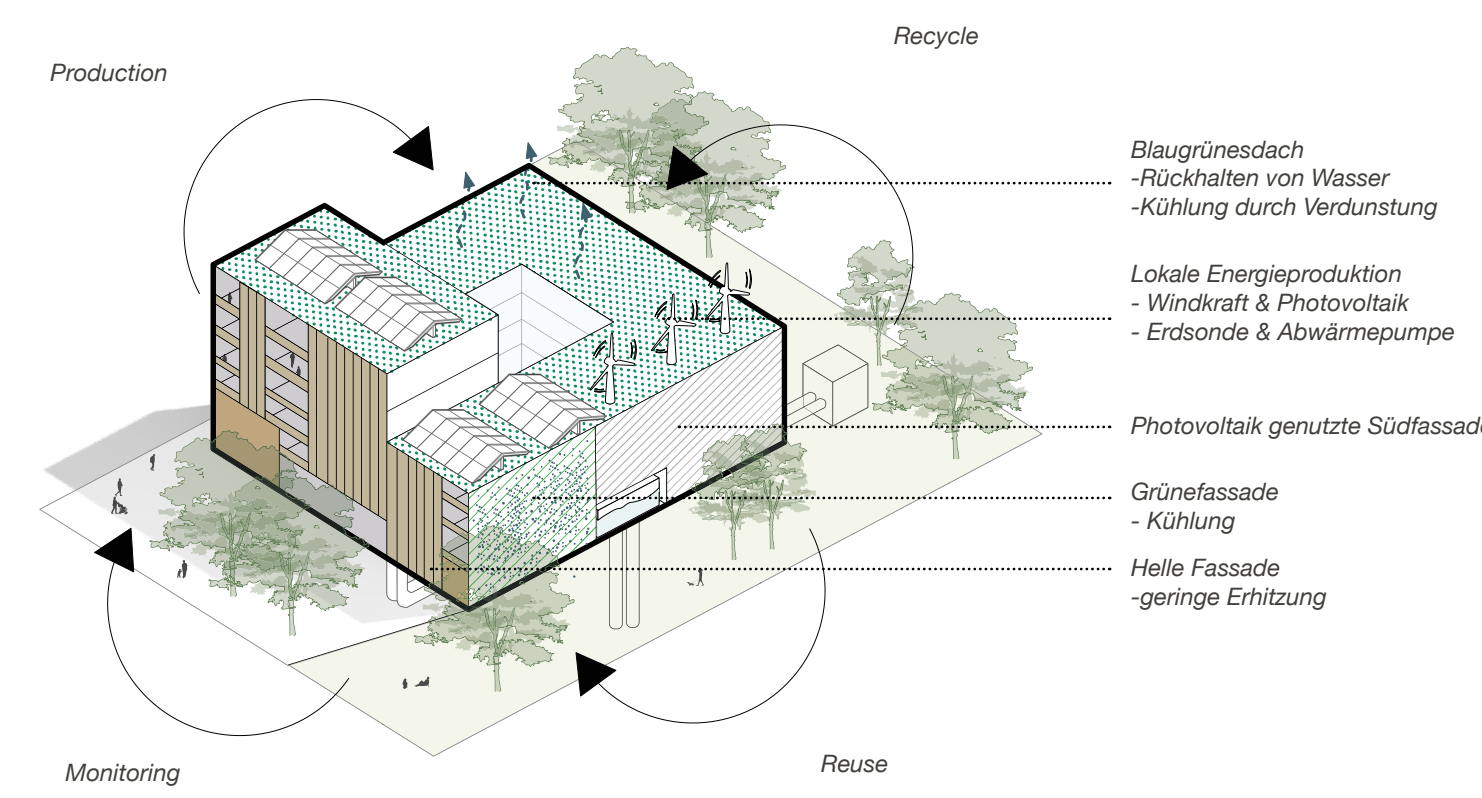 Recycle
Production
Blaugrünesdach
-Rückhalten von Wasser
-Kühlung durch Verdunstung
Lokale Energieproduktion
- Windkraft & Photovoltaik
- Erdsonde & Abwärmepumpe
Photovoltaik genutzte Südfassade
Grünefassade
- Kühlung
Helle Fassade
-geringe Erhitzung
Reuse
Monitoring